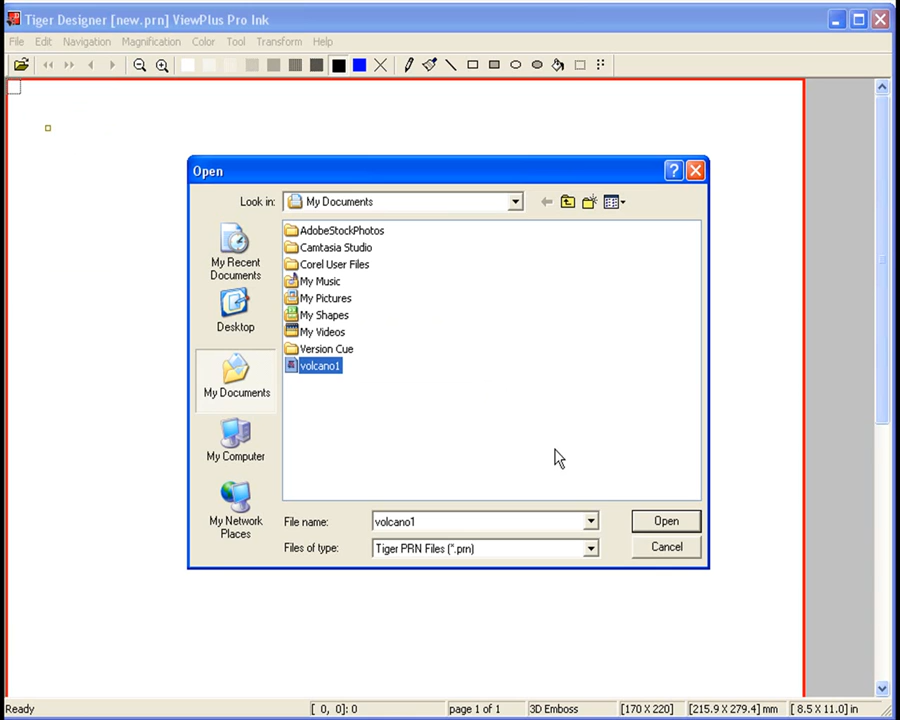 Tiger Designer [new.prn] ViewPlus Pro Ink
File Edit Navigation Magnification Color Tool Transform Help
Open
Look in: My Documents
My Recent Documents
Desktop
My Documents
My Computer
My Network Places
AdobeStockPhotos
Camtasia Studio
Corel User Files
My Music
My Pictures
My Shapes
My Videos
Version Cue
volcano1
File name: volcano1 Open
Files of type: Tiger PRN Files (*.prn) Cancel
Ready [ 0, 0]: 0 page 1 of 1 3D Emboss [170 X 220] [215.9 X 279.4] mm [ 8.5 X 11.0] in